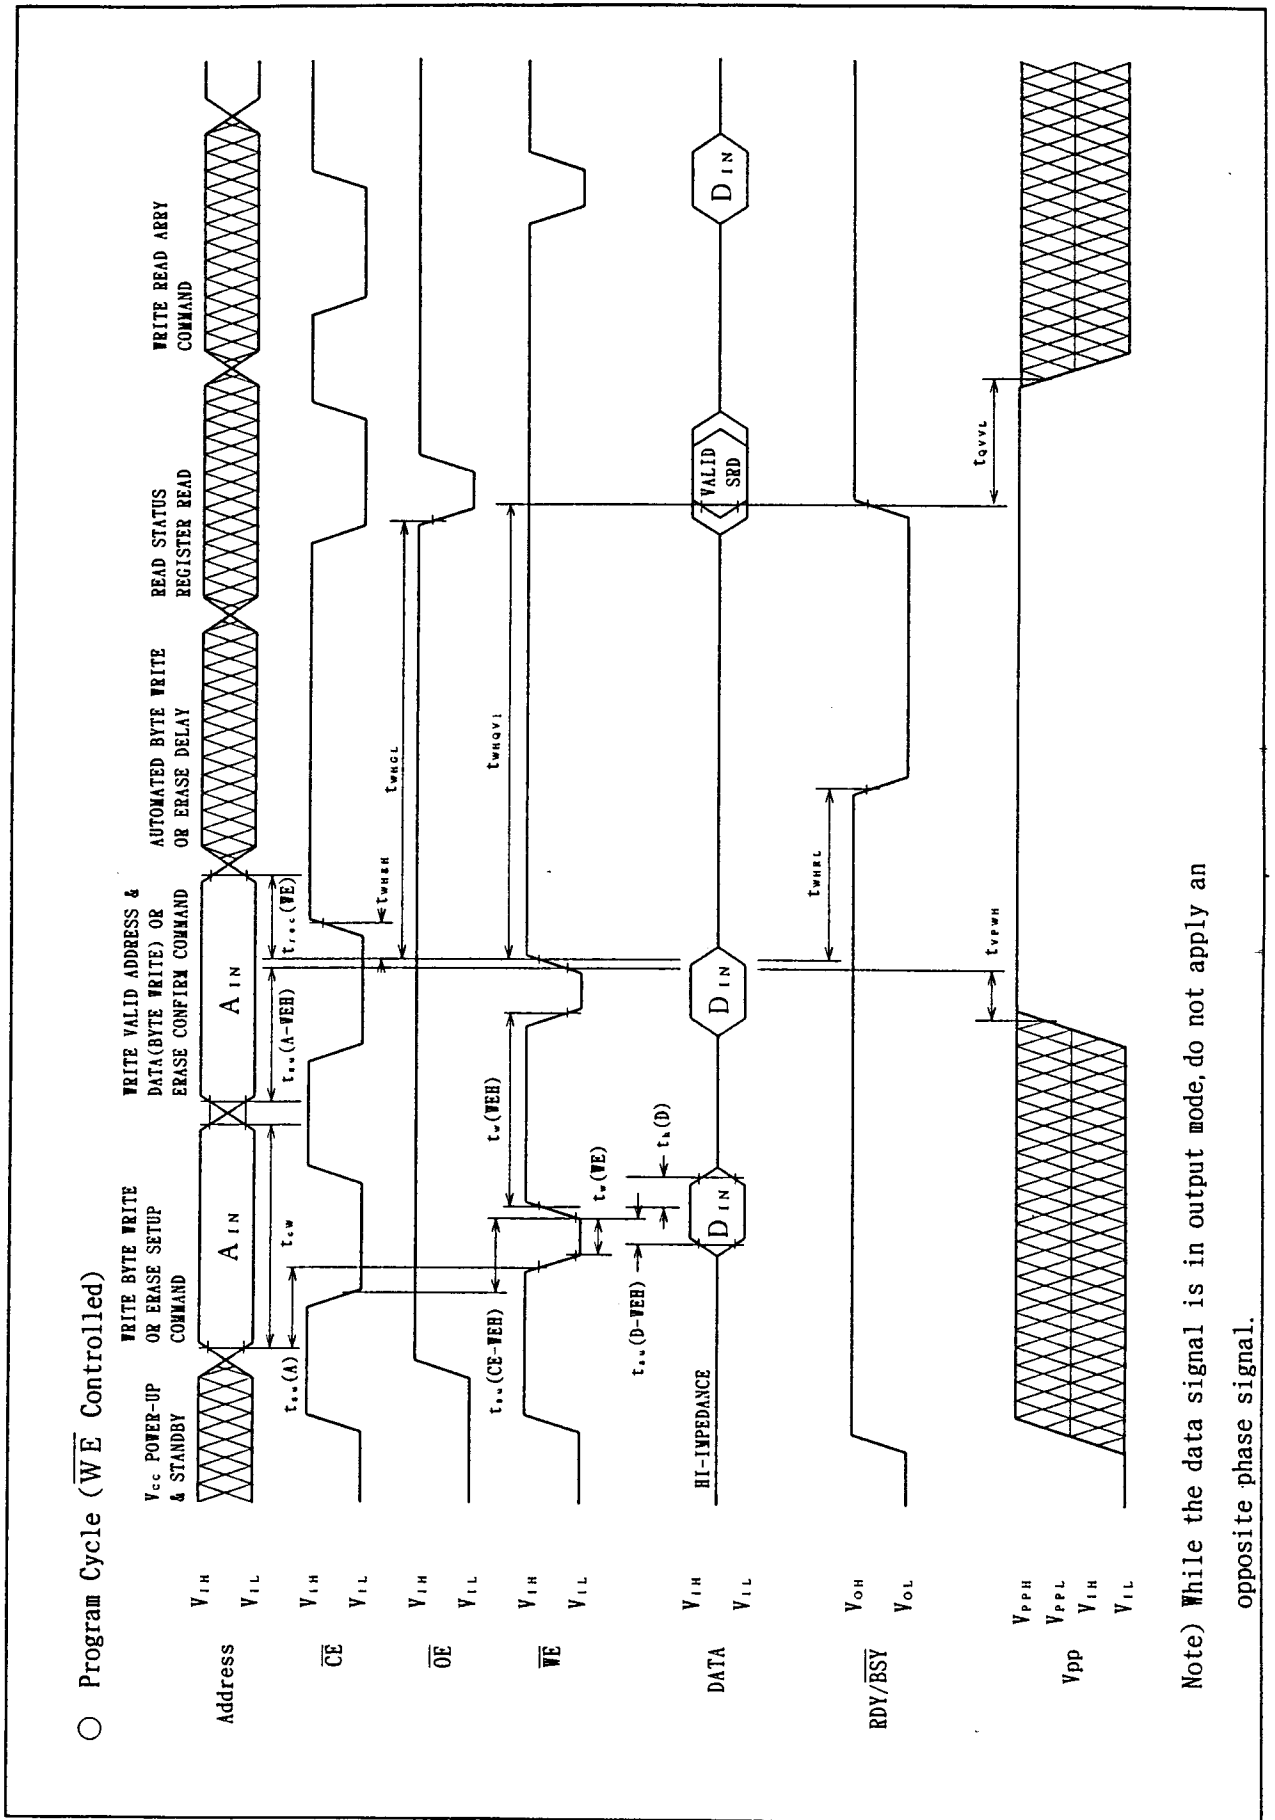 ○ Program Cycle (WE Controlled)
Vcc POWER-UP
& STANDBY
WRITE BYTE WRITE
OR ERASE SETUP
COMMAND
WRITE VALID ADDRESS &
DATA(BYTE WRITE) OR
ERASE CONFIRM COMMAND
AUTOMATED BYTE WRITE
OR ERASE DELAY
READ STATUS
REGISTER READ
WRITE READ ARRY
COMMAND
Address
VIH
VIL
AIN
AIN
tcw
tsu(A)
tsu(A-WEH)
trec(WE)
CE
VIH
VIL
tWHEH
OE
VIH
VIL
tWHGL
tsu(CE-WEH)
WE
VIH
VIL
tw(WEH)
tWHQV1
tw(WE)
tsu(D-WEH)
th(D)
DATA
VIH
VIL
HI-IMPEDANCE
DIN
DIN
VALID
SRD
DIN
tWHRL
RDY/BSY
VOH
VOL
tVPWH
tQVVL
Vpp
VPPH
VPPL
VIH
VIL
Note) While the data signal is in output mode,do not apply an
opposite phase signal.